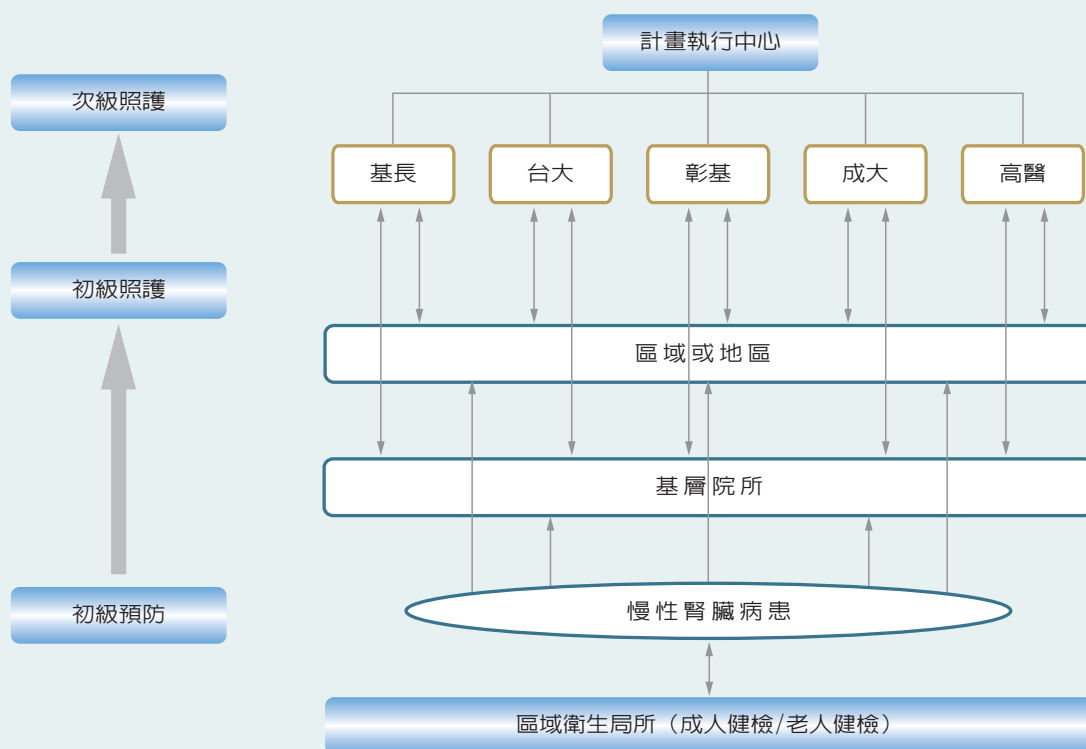 計畫執行中心
次級照護
基長
台大
彰基
成大
高醫
初級照護
區域或地區
基層院所
初級預防
慢性腎臟病患
區域衛生局所（成人健檢/老人健檢）